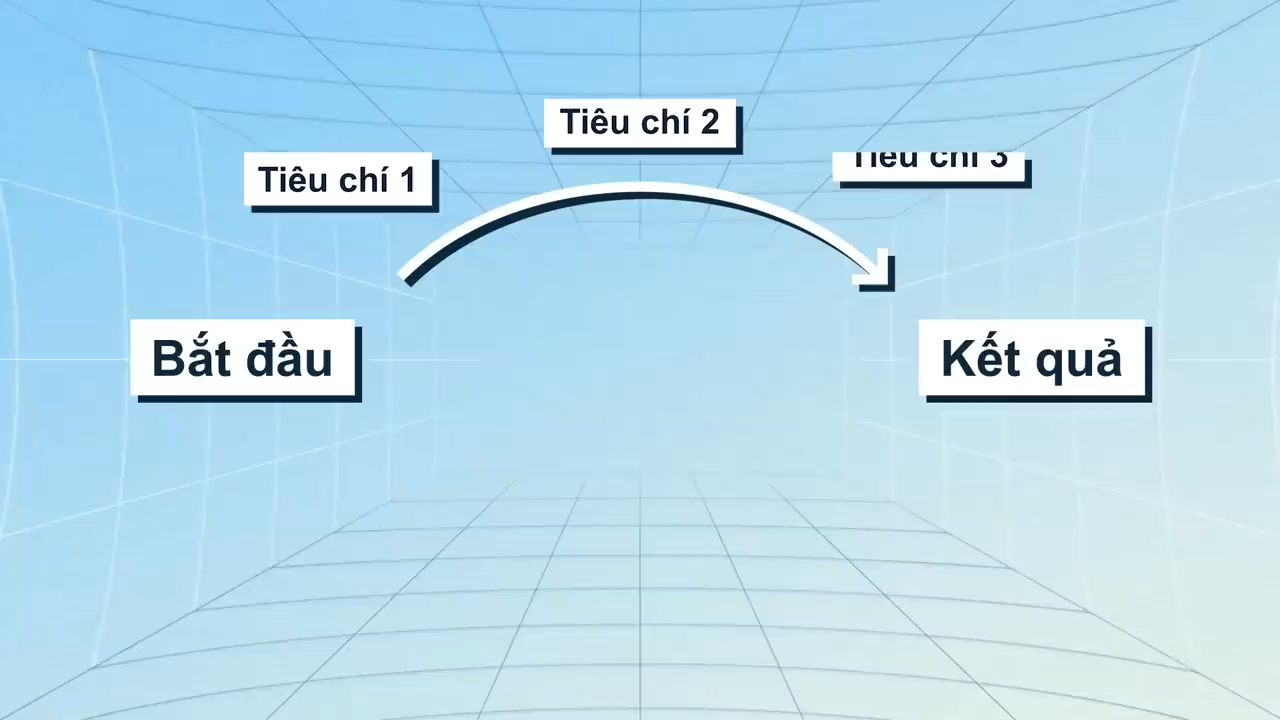 Tiêu chí 2
Tiêu chí 1
Tiêu chí 3
Bắt đầu
Kết quả